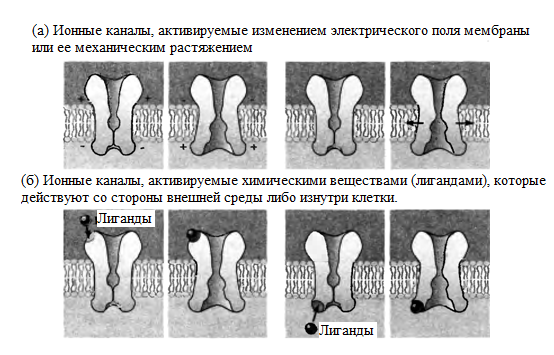 (а) Ионные каналы, активируемые изменением электрического поля мембраны
или ее механическим растяжением
+ +
- -
- -
+ +
(б) Ионные каналы, активируемые химическими веществами (лигандами), которые
действуют со стороны внешней среды либо изнутри клетки.
Лиганды
Лиганды